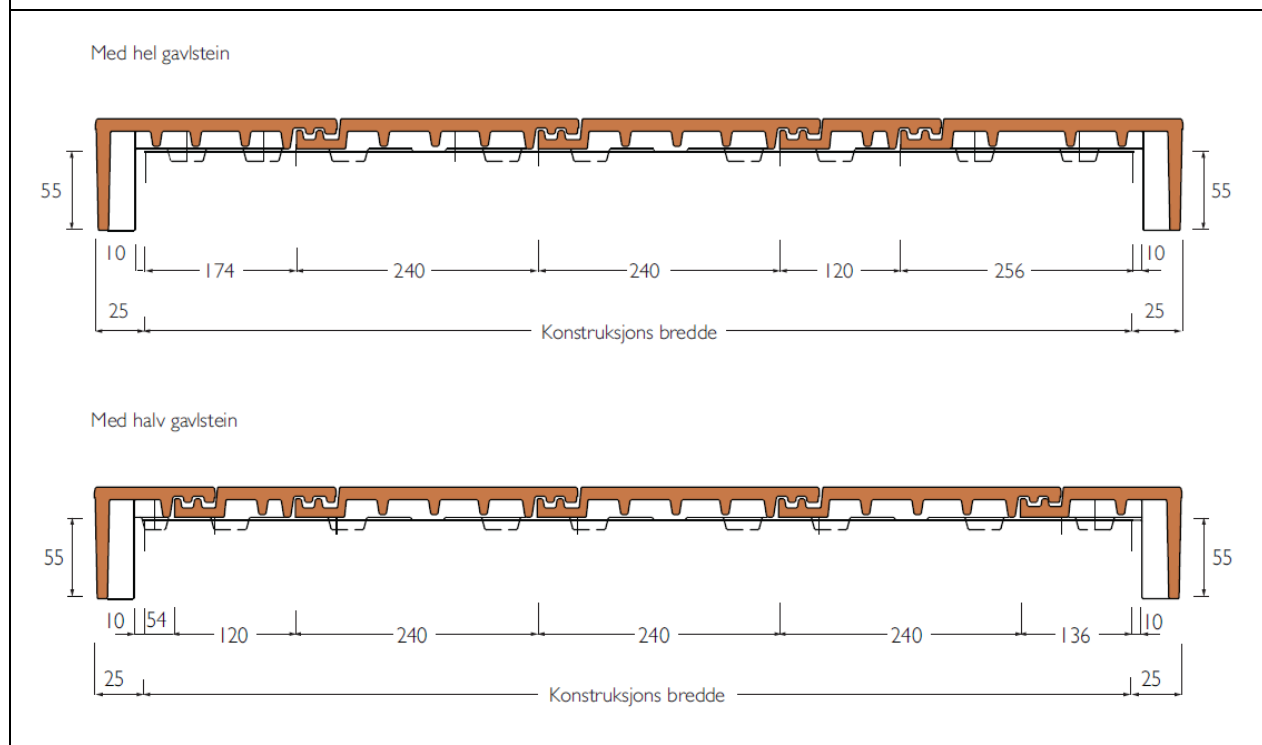 Med hel gavlstein
55 55
10 174 240 240 120 256 10
25 Konstruksjons bredde 25
Med halv gavlstein
55 55
10 54 120 240 240 240 136 10
25 Konstruksjons bredde 25